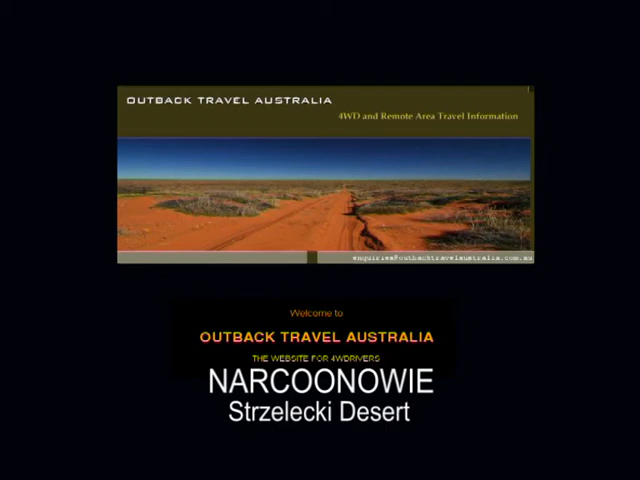 OUTBACK TRAVEL AUSTRALIA
4WD and Remote Area Travel Information
enquiries@outbacktravelaustralia.com.au
Welcome to
OUTBACK TRAVEL AUSTRALIA
THE WEBSITE FOR 4WDRIVERS
NARCOONOWIE
Strzelecki Desert